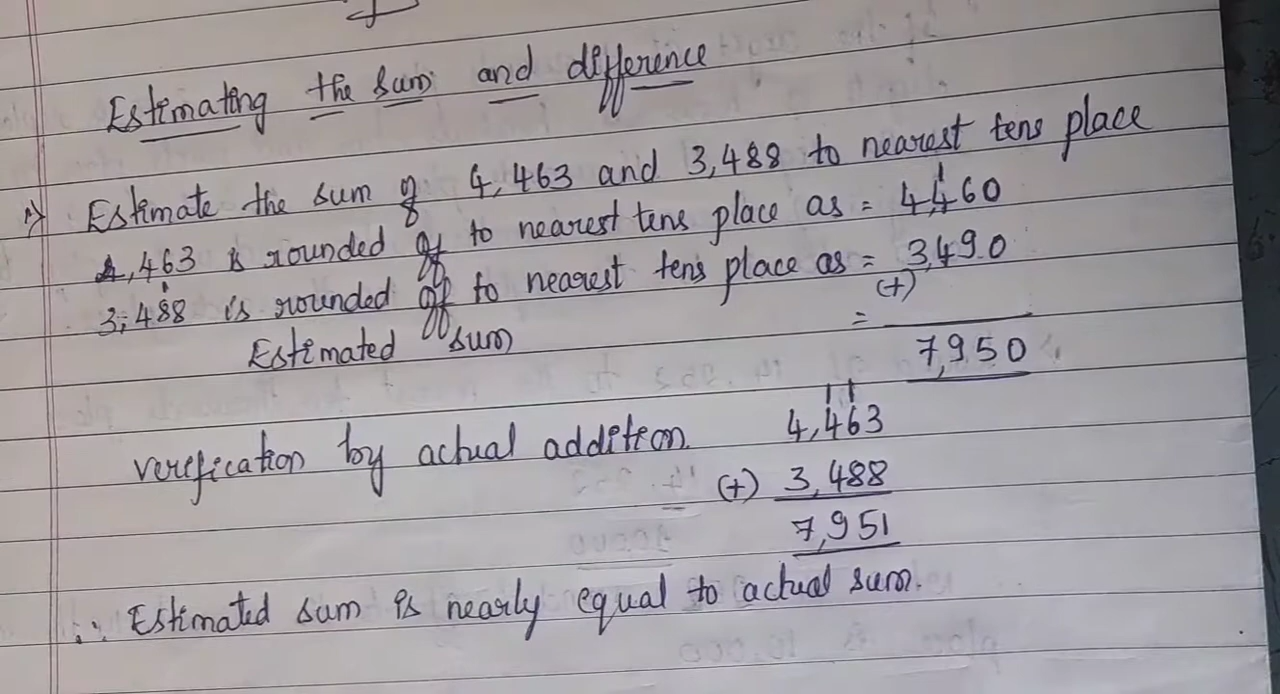 Estimating the sum and difference
1) Estimate the sum of 4,463 and 3,488 to nearest tens place
4,463 is rounded off to nearest tens place as = 4,460
3,488 is rounded off to nearest tens place as = 3,490
(+)
Estimated sum = 7,950
verification by actual addition. 4,463
(+) 3,488
7,951
∴ Estimated sum is nearly equal to actual sum.